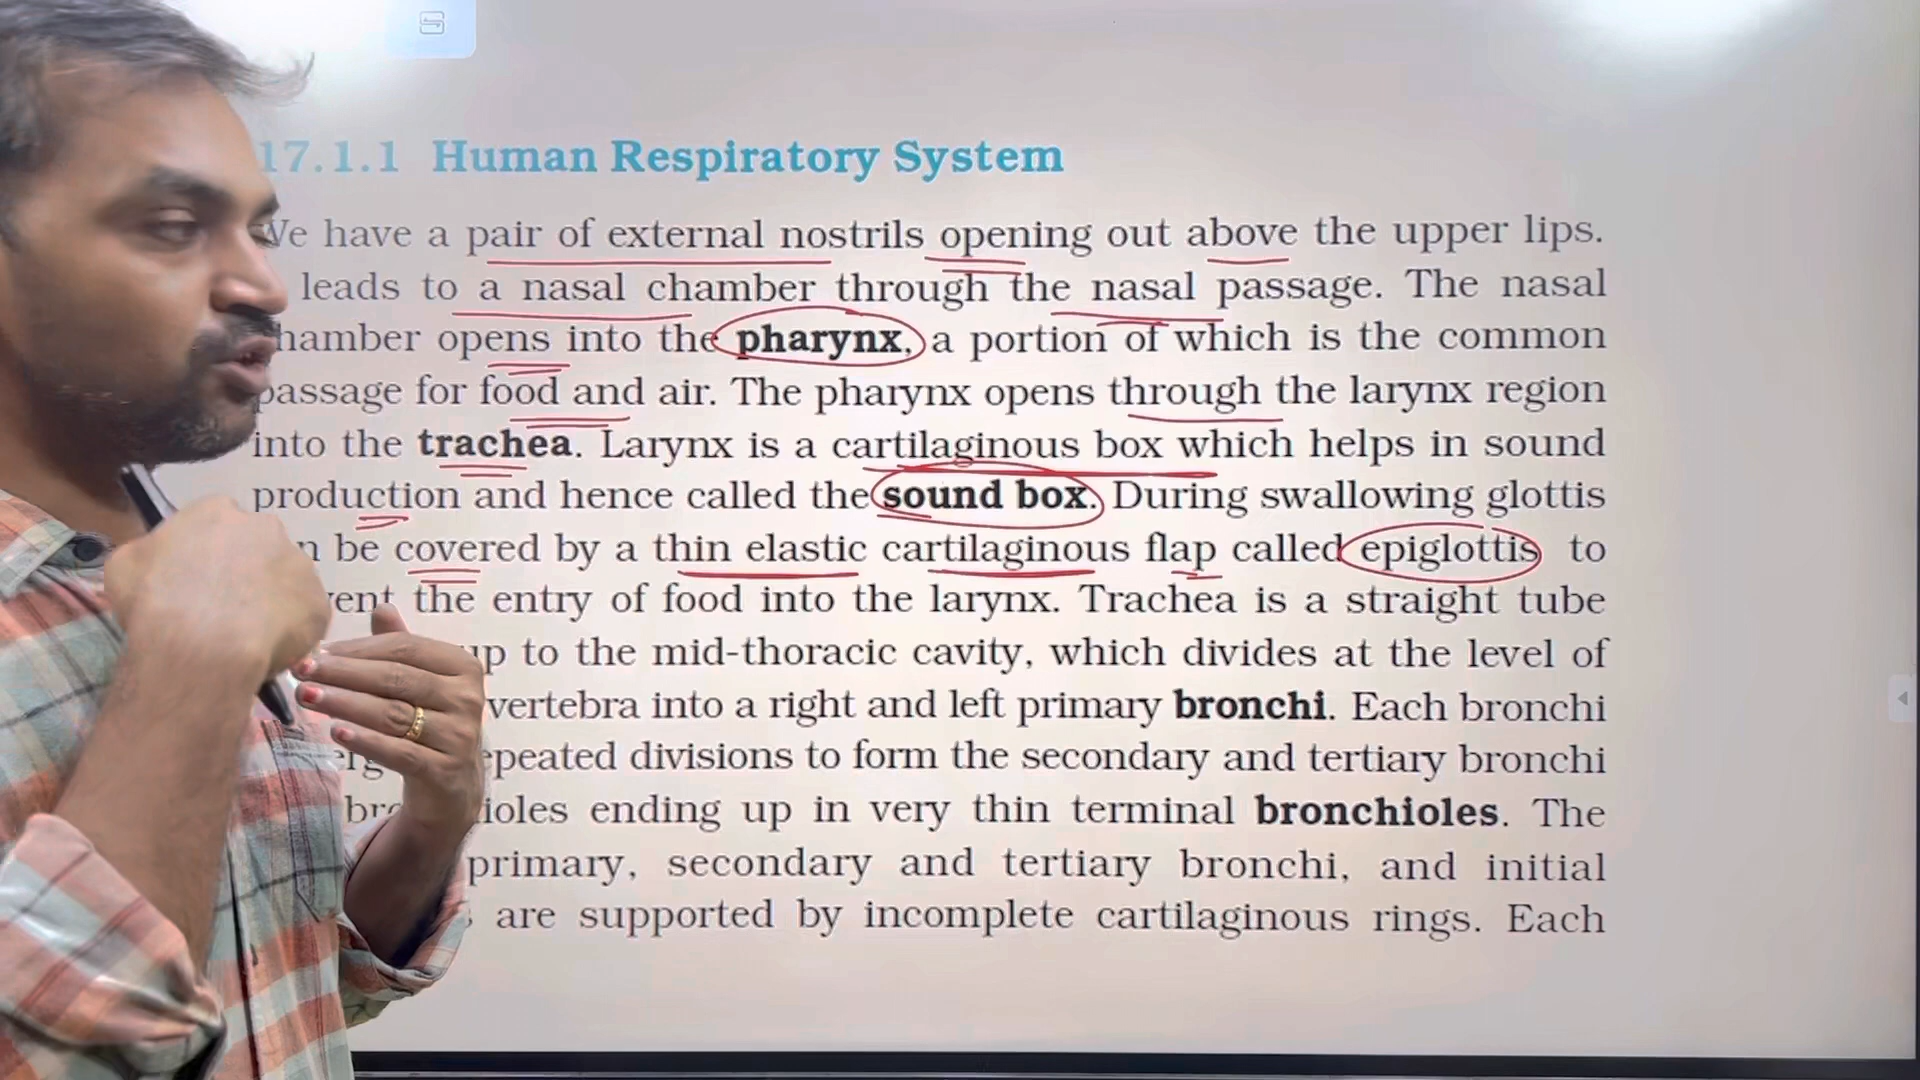 17.1.1 Human Respiratory System
We have a pair of external nostrils opening out above the upper lips.
leads to a nasal chamber through the nasal passage. The nasal
chamber opens into the pharynx, a portion of which is the common
passage for food and air. The pharynx opens through the larynx region
into the trachea. Larynx is a cartilaginous box which helps in sound
production and hence called the sound box. During swallowing glottis
be covered by a thin elastic cartilaginous flap called epiglottis to
the entry of food into the larynx. Trachea is a straight tube
up to the mid-thoracic cavity, which divides at the level of
vertebra into a right and left primary bronchi. Each bronchi
repeated divisions to form the secondary and tertiary bronchi
ending up in very thin terminal bronchioles. The
primary, secondary and tertiary bronchi, and initial
are supported by incomplete cartilaginous rings. Each